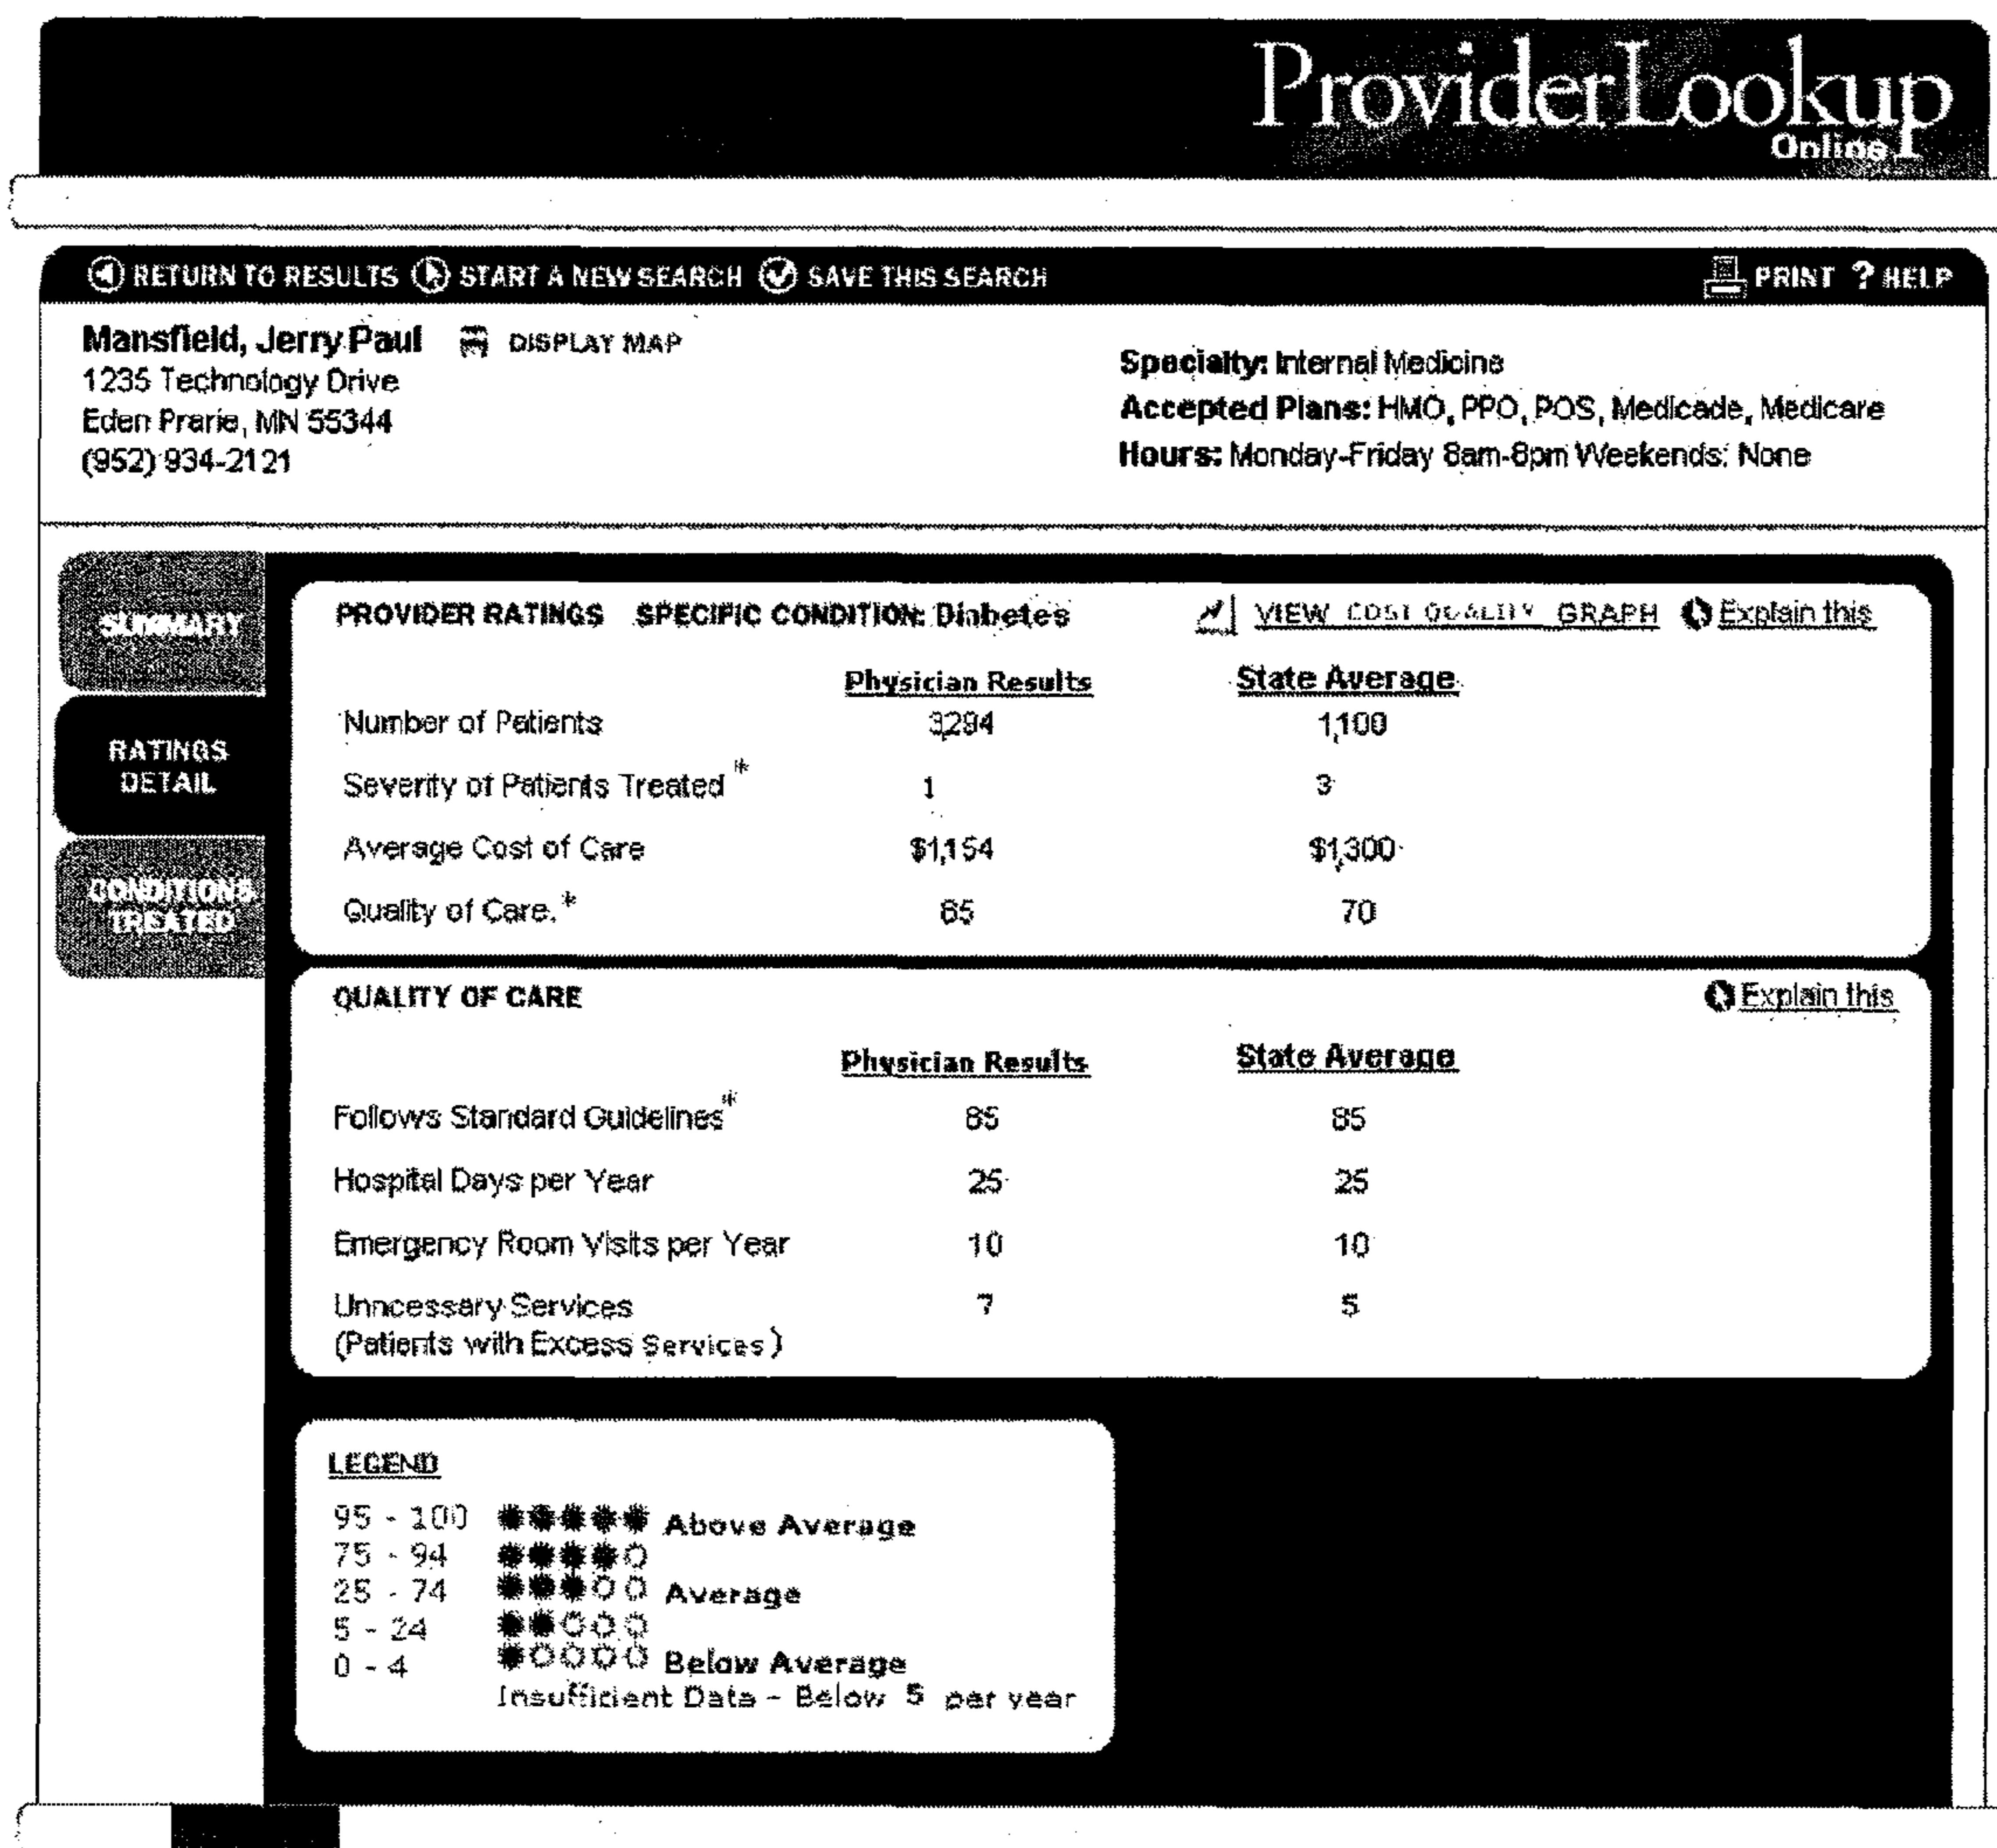 ProviderLookup
Online
RETURN TO RESULTS START A NEW SEARCH SAVE THIS SEARCH PRINT ? HELP
Mansfield, Jerry Paul DISPLAY MAP
1235 Technology Drive
Eden Prarie, MN 55344
(952) 934-2121
Specialty: Internal Medicine
Accepted Plans: HMO, PPO, POS, Medicade, Medicare
Hours: Monday-Friday 8am-8pm Weekends: None
SUMMARY
RATINGS
DETAIL
CONDITIONS
TREATED
PROVIDER RATINGS SPECIFIC CONDITION: Diabetes VIEW COST QUALITY GRAPH Explain this
Physician Results State Average
Number of Patients 3,294 1,100
Severity of Patients Treated * 1 3
Average Cost of Care $1,154 $1,300
Quality of Care. * 70
QUALITY OF CARE Explain this
Physician Results State Average
Follows Standard Guidelines* 85 85
Hospital Days per Year 25 25
Emergency Room Visits per Year 10 10
Unncessary Services 7 5
(Patients with Excess Services)
LEGEND
95 - 100 Above Average
75 - 94
25 - 74 Average
5 - 24
0 - 4 Below Average
Insufficient Data - Below 5 per year